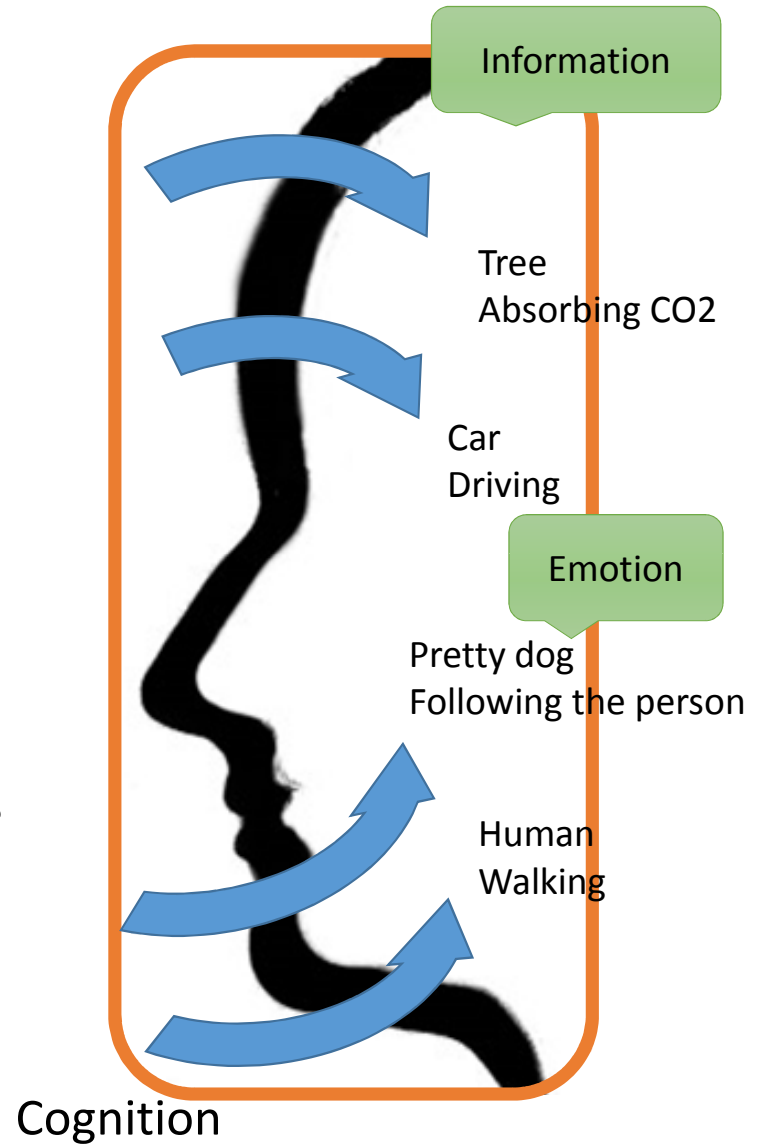 Information
Tree
Absorbing CO2
Car
Driving
Emotion
Pretty dog
Following the person
Human
Walking
Cognition